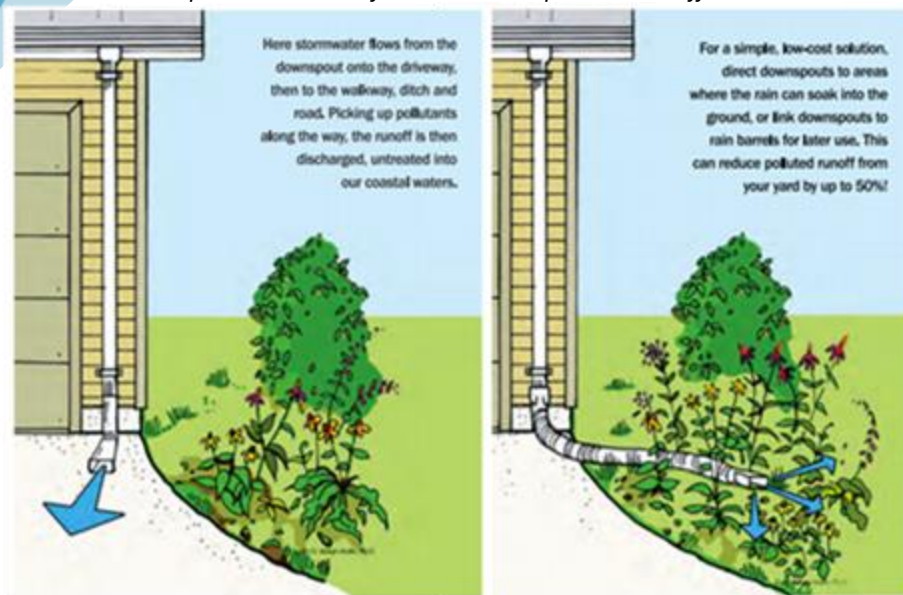 Here stormwater flows from the
downspout onto the driveway,
then to the walkway, ditch and
road. Picking up pollutants
along the way, the runoff is then
discharged, untreated into
our coastal waters.
For a simple, low-cost solution,
direct downspouts to areas
where the rain can soak into the
ground, or link downspouts to
rain barrels for later use. This
can reduce polluted runoff from
your yard by up to 50%!